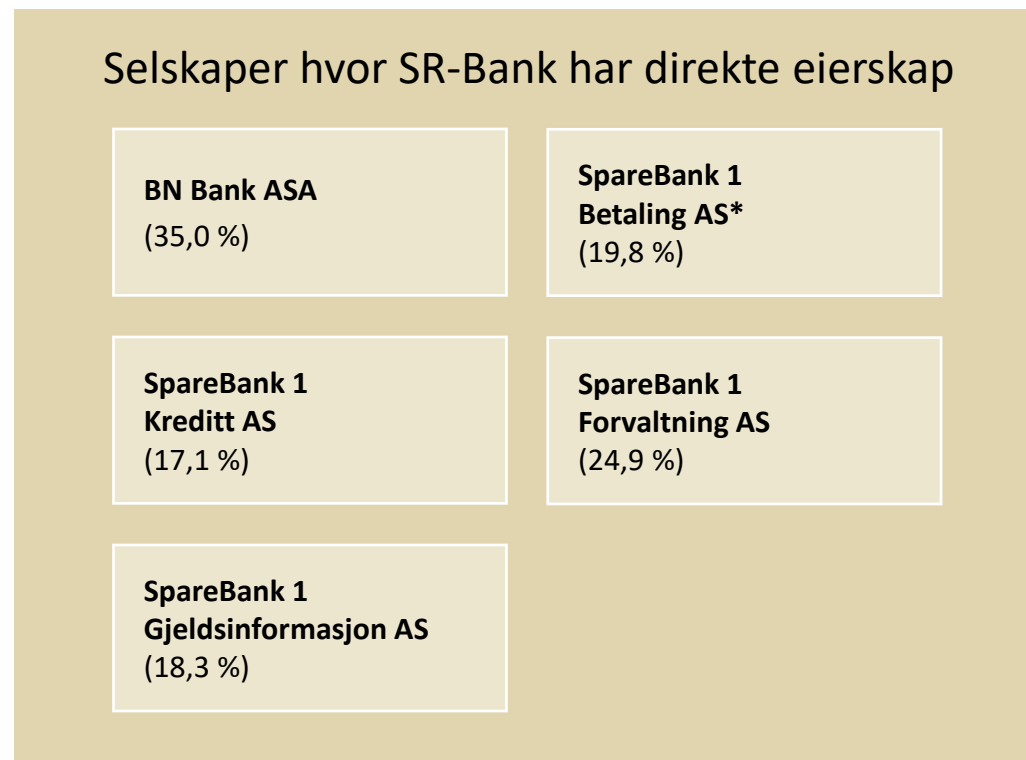 Selskaper hvor SR-Bank har direkte eierskap
BN Bank ASA
(35,0 %)
SpareBank 1
Betaling AS*
(19,8 %)
SpareBank 1
Kreditt AS
(17,1 %)
SpareBank 1
Forvaltning AS
(24,9 %)
SpareBank 1
Gjeldsinformasjon AS
(18,3 %)